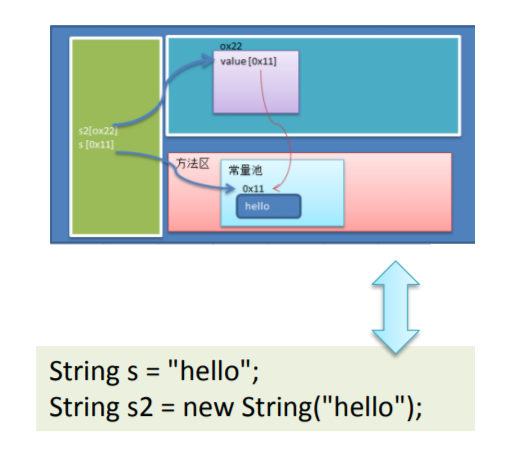 ox22
value [0x11]
s2[ox22]
s [0x11]
方法区
常量池
0x11
hello
String s = "hello";
String s2 = new String("hello");